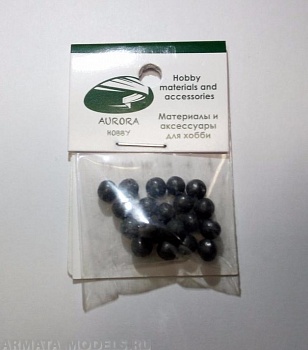 Hobby
materials and
accessories
AURORA
HOBBY
Материалы и
аксессуары
для хобби
ARMATA-MODELS.RU